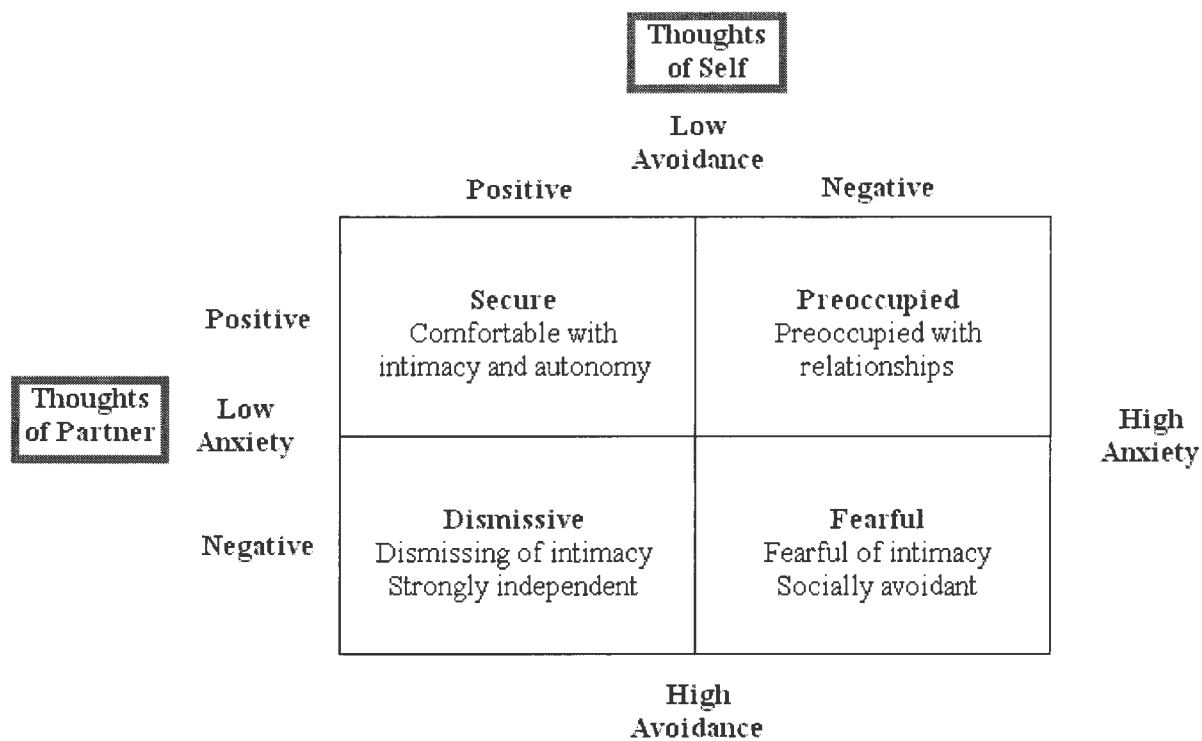 Thoughts
of Self
Low
Avoidance
Positive
Negative
Positive
Secure
Comfortable with
intimacy and autonomy
Preoccupied
Preoccupied with
relationships
Thoughts
of Partner
Low
Anxiety
High
Anxiety
Negative
Dismissive
Dismissing of intimacy
Strongly independent
Fearful
Fearful of intimacy
Socially avoidant
High
Avoidance